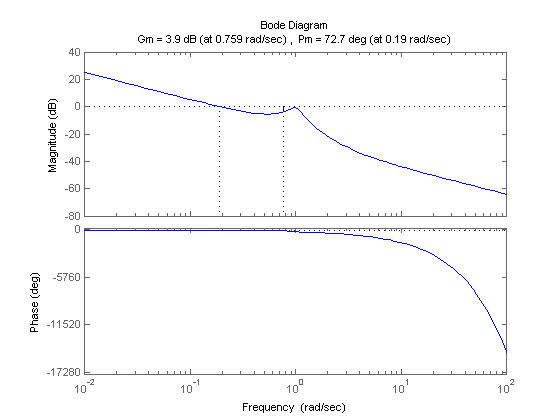 Bode Diagram
Gm = 3.9 dB (at 0.759 rad/sec) , Pm = 72.7 deg (at 0.19 rad/sec)
Magnitude (dB)
40
20
0
-20
-40
-60
-80
Phase (deg)
0
-5760
-11520
-17280
10^-2 10^-1 10^0 10^1 10^2
Frequency (rad/sec)